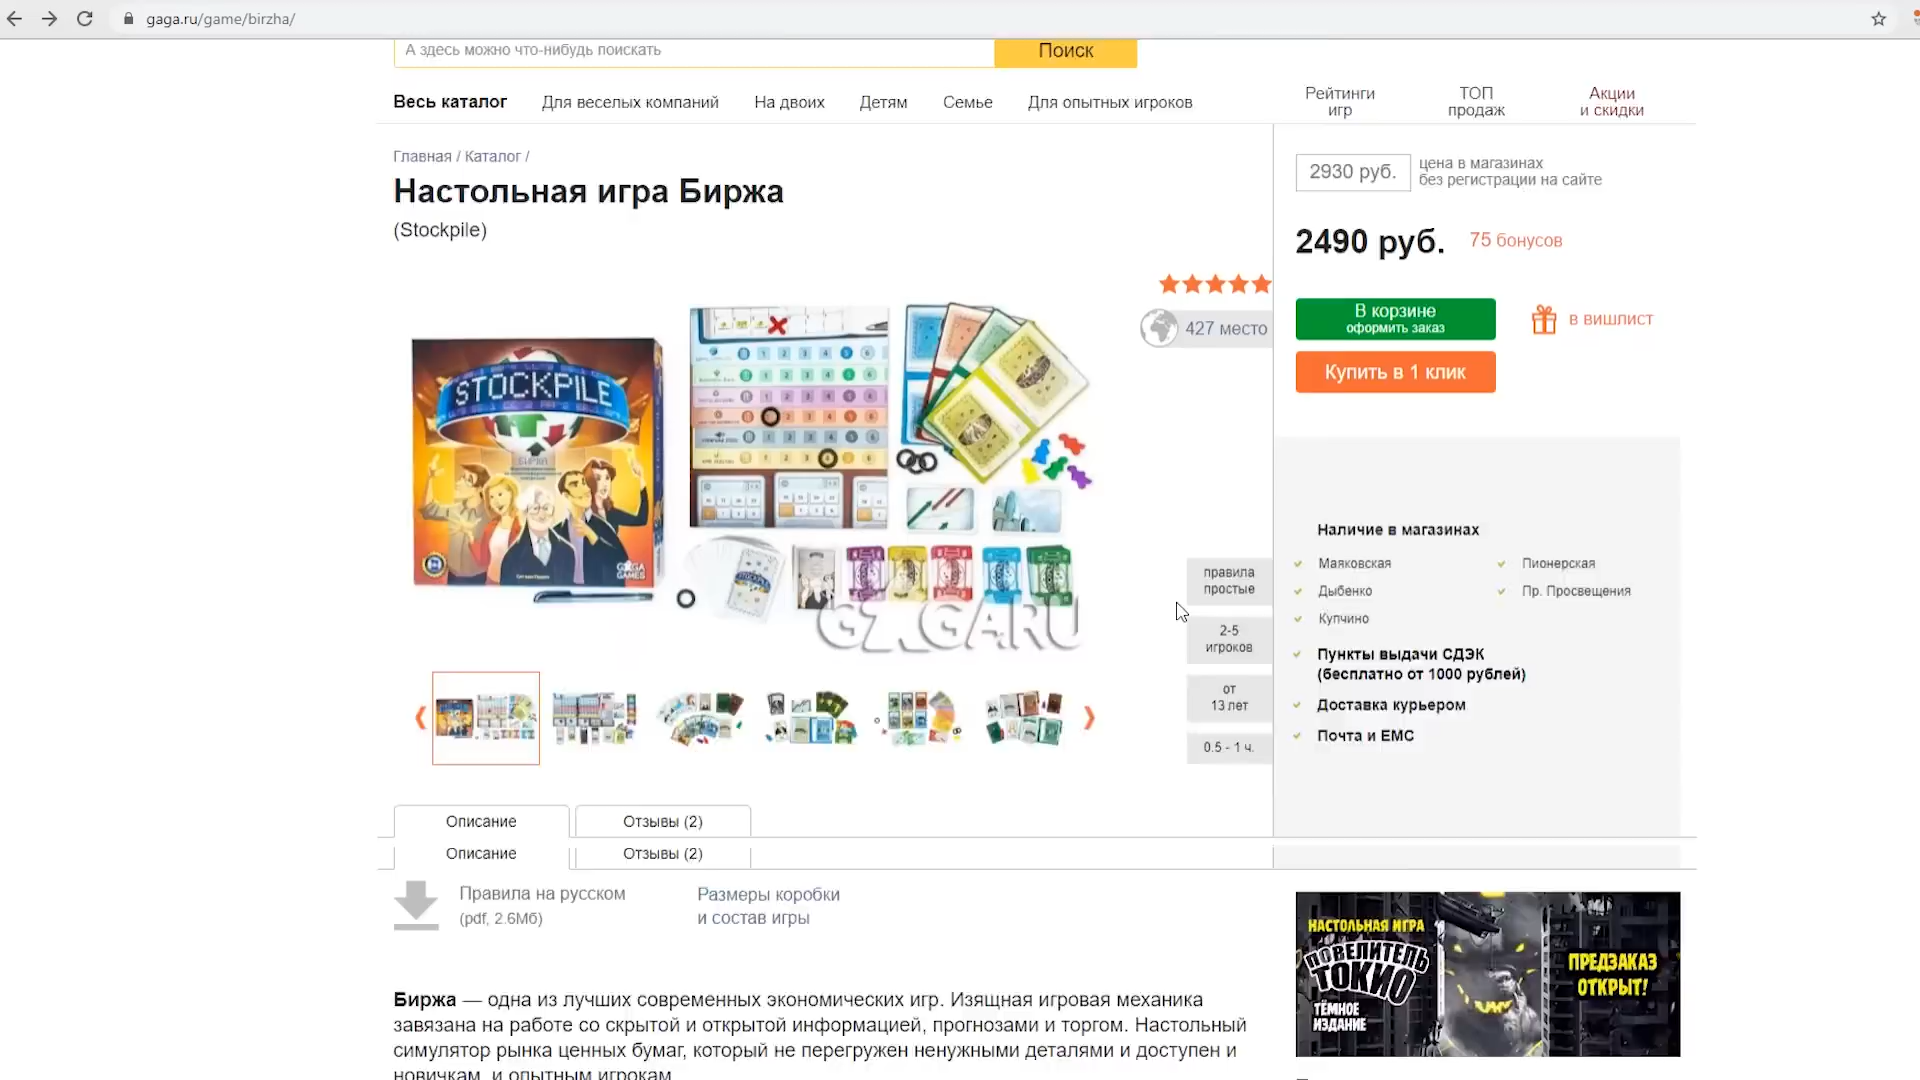 gaga.ru/game/birzha/
А здесь можно что-нибудь поискать
Поиск
Весь каталог
Для веселых компаний
На двоих
Детям
Семье
Для опытных игроков
Рейтинги
игр
ТОП
продаж
Акции
и скидки
Главная / Каталог /
Настольная игра Биржа
(Stockpile)
2930 руб.
цена в магазинах
без регистрации на сайте
2490 руб.
75 бонусов
427 место
В корзине
оформить заказ
в вишлист
Купить в 1 клик
STOCKPILE
БИРЖА
GAGA
GAMES
STOCKPILE
правила
простые
2-5
игроков
от
13 лет
0.5 - 1 ч.
Наличие в магазинах
Маяковская
Пионерская
Дыбенко
Пр. Просвещения
Купчино
Пункты выдачи СДЭК
(бесплатно от 1000 рублей)
Доставка курьером
Почта и EMC
Описание
Отзывы (2)
Описание
Отзывы (2)
Правила на русском
(pdf, 2.6Мб)
Размеры коробки
и состав игры
Биржа — одна из лучших современных экономических игр. Изящная игровая механика
завязана на работе со скрытой и открытой информацией, прогнозами и торгом. Настольный
симулятор рынка ценных бумаг, который не перегружен ненужными деталями и доступен и
новичкам, и опытным игрокам
НАСТОЛЬНАЯ ИГРА
ПОВЕЛИТЕЛЬ
ТОКИО
ТЁМНОЕ
ИЗДАНИЕ
ПРЕДЗАКАЗ
ОТКРЫТ!